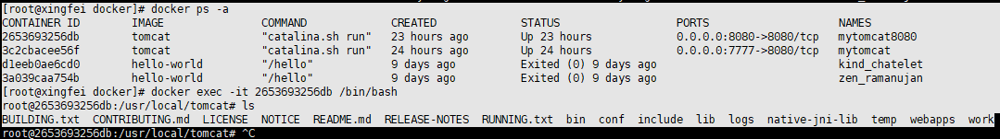 [root@xingfei docker]# docker ps -a
CONTAINER ID IMAGE COMMAND CREATED STATUS PORTS NAMES
2653693256db tomcat "catalina.sh run" 23 hours ago Up 23 hours 0.0.0.0:8080->8080/tcp mytomcat8080
3c2cbacee56f tomcat "catalina.sh run" 24 hours ago Up 24 hours 0.0.0.0:7777->8080/tcp mytomcat
d1eeb0ae6cd0 hello-world "/hello" 9 days ago Exited (0) 9 days ago kind_chatelet
3a039caa754b hello-world "/hello" 9 days ago Exited (0) 9 days ago zen_ramanujan
[root@xingfei docker]# docker exec -it 2653693256db /bin/bash
root@2653693256db:/usr/local/tomcat# ls
BUILDING.txt CONTRIBUTING.md LICENSE NOTICE README.md RELEASE-NOTES RUNNING.txt bin conf include lib logs native-jni-lib temp webapps work
root@2653693256db:/usr/local/tomcat# ^C